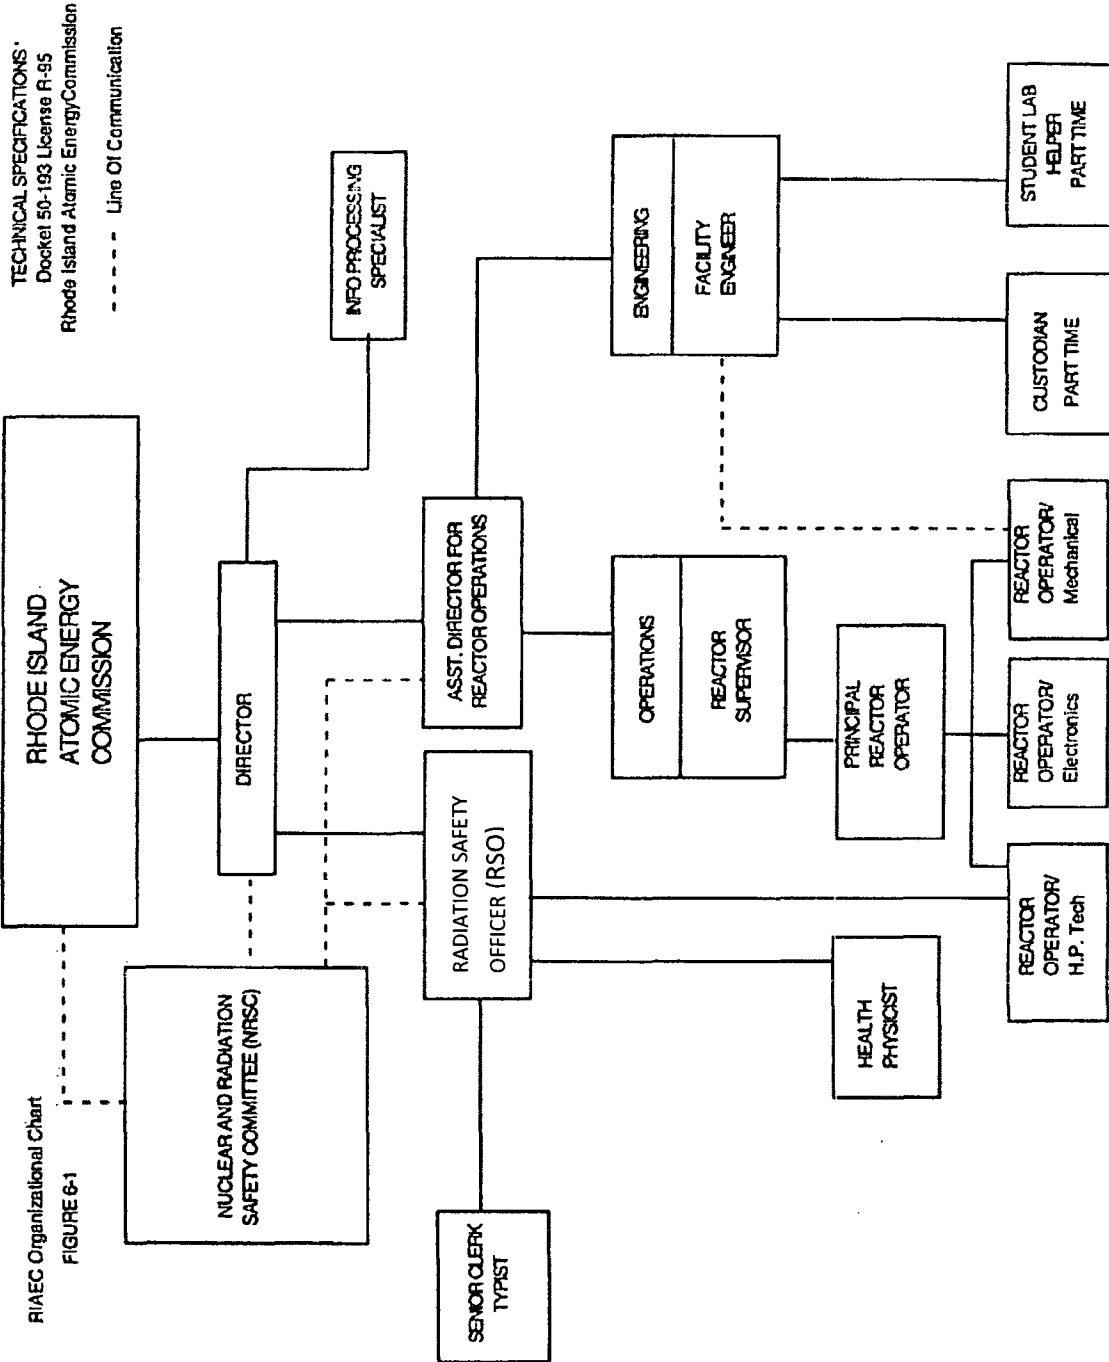 RIAEC Organizational Chart
FIGURE 6-1
TECHNICAL SPECIFICATIONS
Docket 50-193 License R-95
Rhode Island Atomic EnergyCommission
----- Line Of Communication
RHODE ISLAND
ATOMIC ENERGY
COMMISSION
NUCLEAR AND RADIATION
SAFETY COMMITTEE (NRSC)
DIRECTOR
INFO PROCESSING
SPECIALIST
SENIOR CLERK
TYPIST
RADIATION SAFETY
OFFICER (RSO)
ASST. DIRECTOR FOR
REACTOR OPERATIONS
OPERATIONS
REACTOR
SUPERVISOR
ENGINEERING
FACILITY
ENGINEER
HEALTH
PHYSICIST
PRINCIPAL
REACTOR
OPERATOR
REACTOR
OPERATOR/
H.P. Tech
REACTOR
OPERATOR/
Electronics
REACTOR
OPERATOR/
Mechanical
CUSTODIAN
PART TIME
STUDENT LAB
HELPER
PART TIME